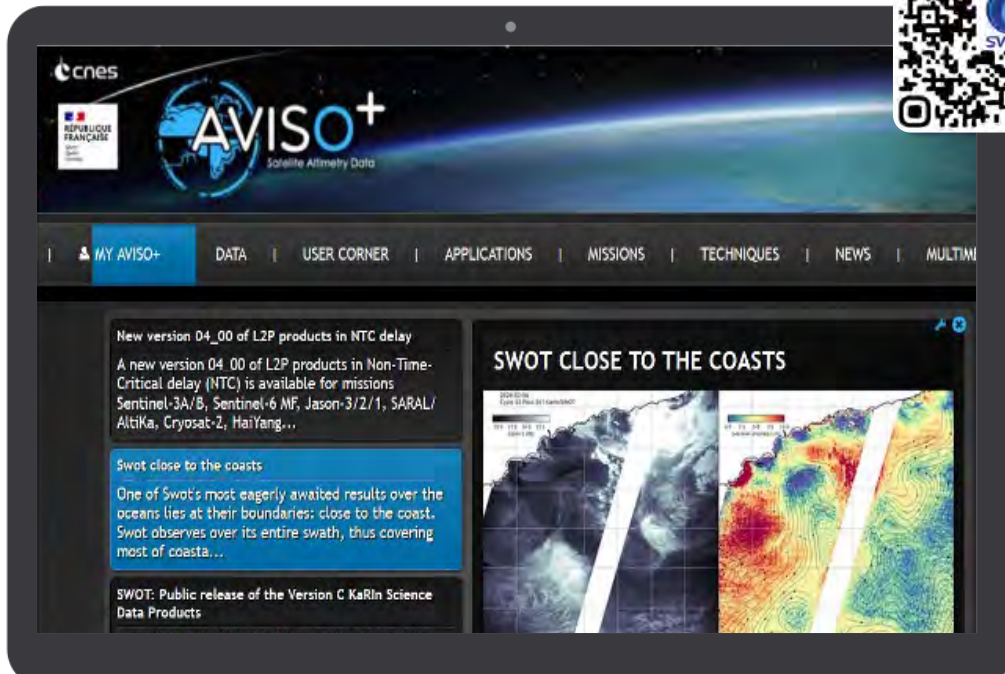 cnes
RÉPUBLIQUE
FRANÇAISE
AVISO+
Satellite Altimetry Data
| MY AVISO+ DATA | USER CORNER | APPLICATIONS | MISSIONS | TECHNIQUES | NEWS | MULTIM
New version 04_00 of L2P products in NTC delay
A new version 04_00 of L2P products in Non-Time-
Critical delay (NTC) is available for missions
Sentinel-3A/B, Sentinel-6 MF, Jason-3/2/1, SARAL/
AltiKa, Cryosat-2, HaiYang...
Swot close to the coasts
One of Swot's most eagerly awaited results over the
oceans lies at their boundaries: close to the coast.
Swot observes over its entire swath, thus covering
most of coasta...
SWOT: Public release of the Version C KaRIn Science
Data Products
SWOT CLOSE TO THE COASTS